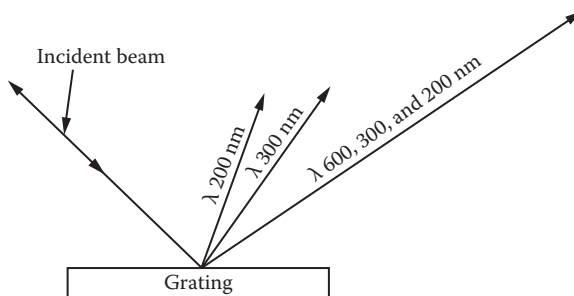 Incident beam
λ 200 nm
λ 300 nm
λ 600, 300, and 200 nm
Grating